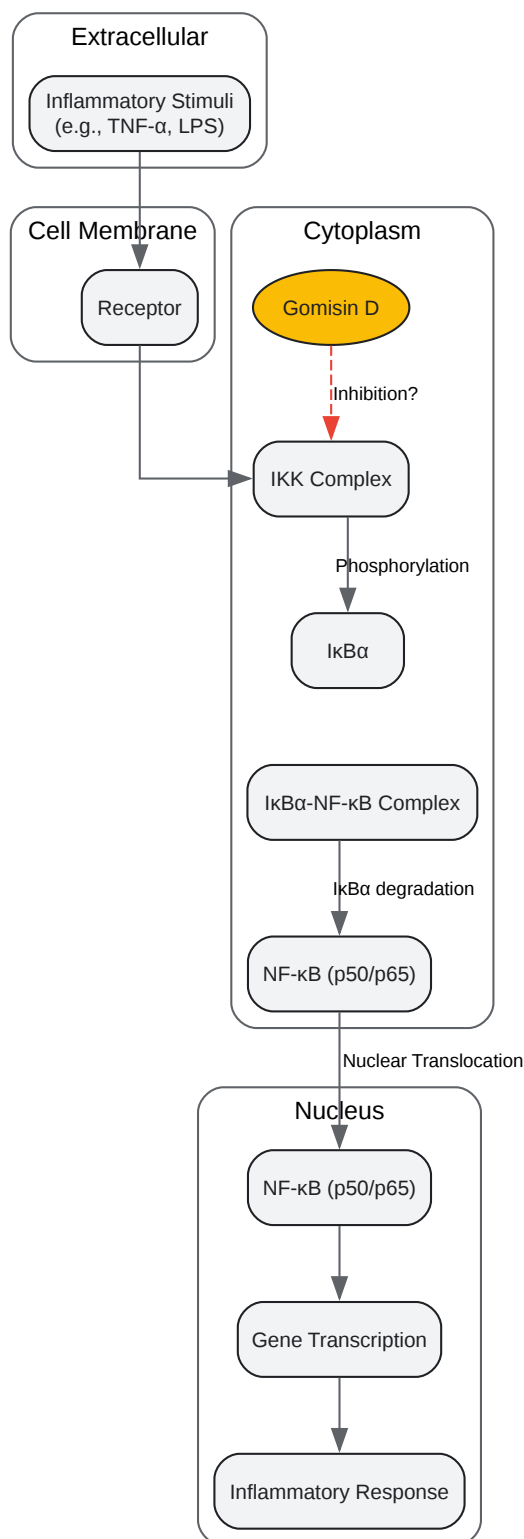 Extracellular
Inflammatory Stimuli
(e.g., TNF-α, LPS)
Cell Membrane
Receptor
Cytoplasm
Gomisin D
Inhibition?
IKK Complex
Phosphorylation
IκBα
IκBα-NF-κB Complex
IκBα degradation
NF-κB (p50/p65)
Nuclear Translocation
Nucleus
NF-κB (p50/p65)
Gene Transcription
Inflammatory Response